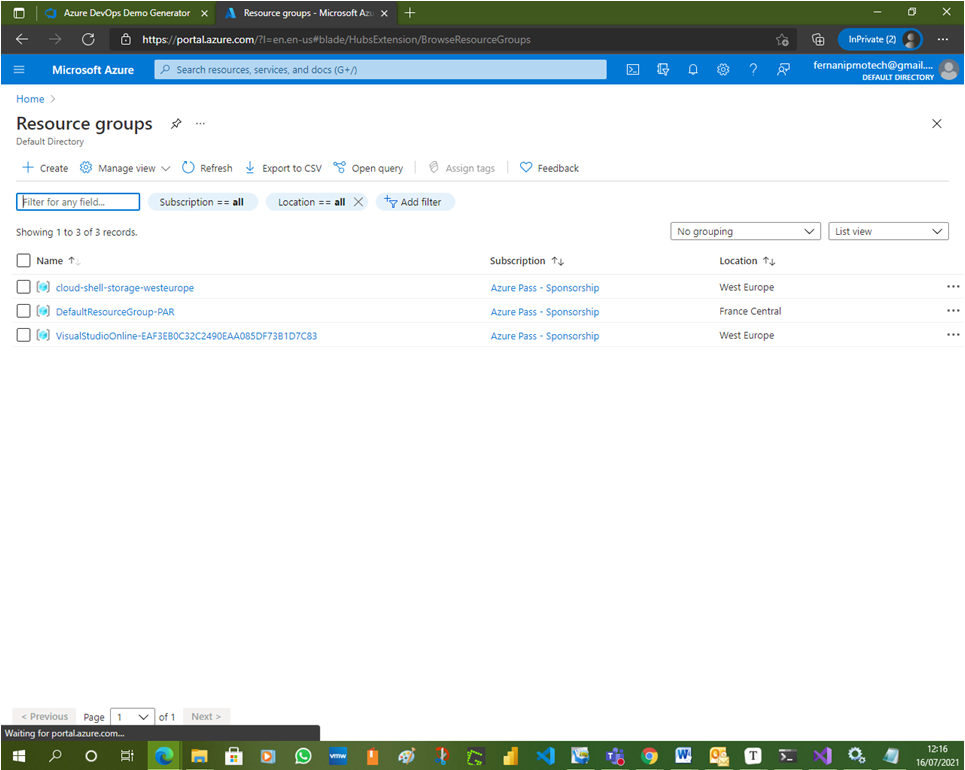 Azure DevOps Demo Generator
Resource groups - Microsoft Azu
https://portal.azure.com/?l=en.en-us#blade/HubsExtension/BrowseResourceGroups
InPrivate (2)
Microsoft Azure
Search resources, services, and docs (G+/)
fernanipmotech@gmail....
DEFAULT DIRECTORY
Home
Resource groups
Default Directory
Create Manage view Refresh Export to CSV Open query Assign tags Feedback
Filter for any field... Subscription == all Location == all Add filter
Showing 1 to 3 of 3 records. No grouping List view
Name Subscription Location
cloud-shell-storage-westeurope Azure Pass - Sponsorship West Europe
DefaultResourceGroup-PAR Azure Pass - Sponsorship France Central
VisualStudioOnline-EAF3EB0C32C2490EAA085DF73B1D7C83 Azure Pass - Sponsorship West Europe
< Previous Page 1 of 1 Next >
Waiting for portal.azure.com...
vmw
12:16
16/07/2021